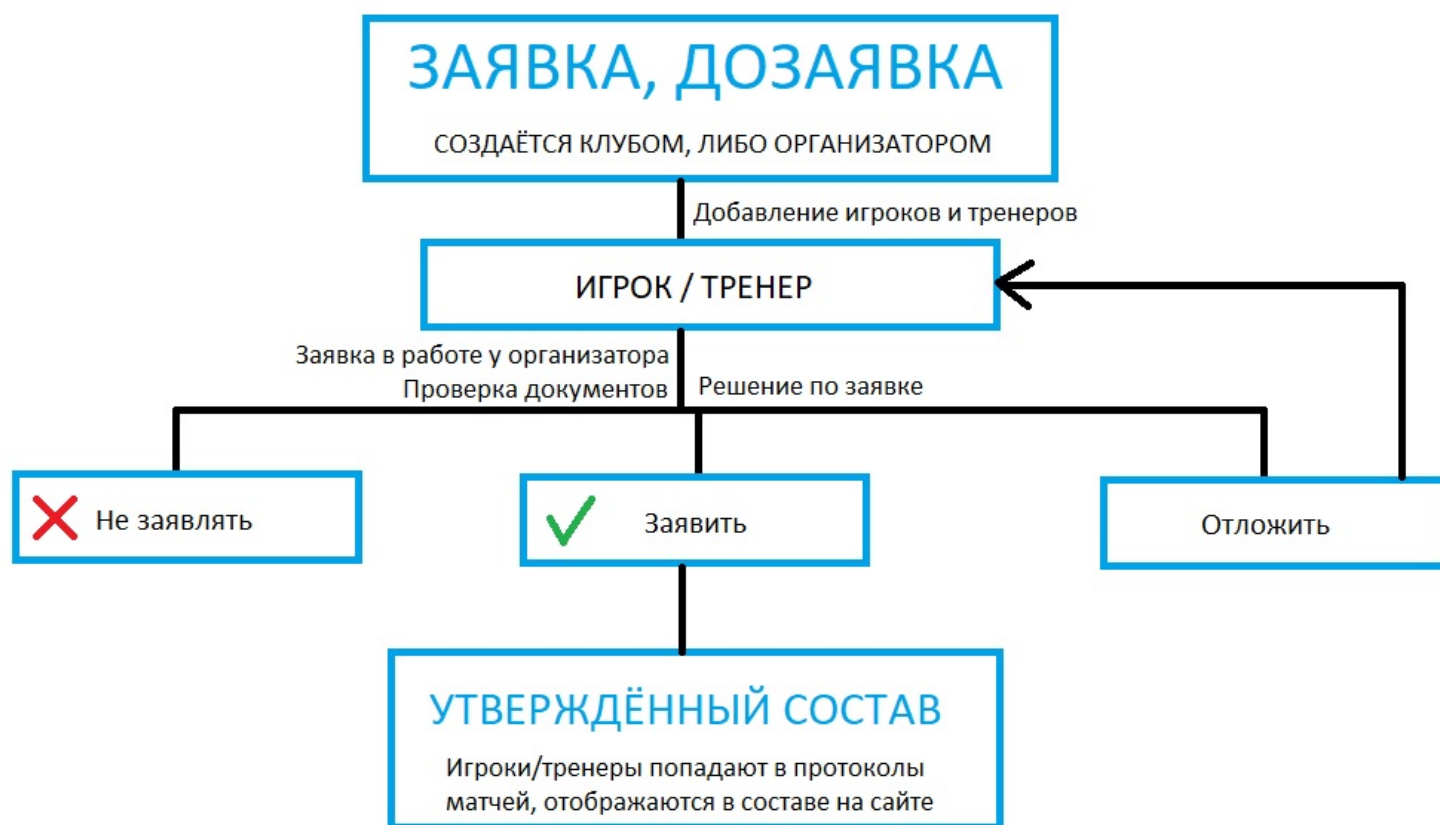 ЗАЯВКА, ДОЗАЯВКА
СОЗДАЁТСЯ КЛУБОМ, ЛИБО ОРГАНИЗАТОРОМ
Добавление игроков и тренеров
ИГРОК / ТРЕНЕР
Заявка в работе у организатора
Проверка документов
Решение по заявке
Не заявлять
Заявить
Отложить
УТВЕРЖДЁННЫЙ СОСТАВ
Игроки/тренеры попадают в протоколы
матчей, отображаются в составе на сайте